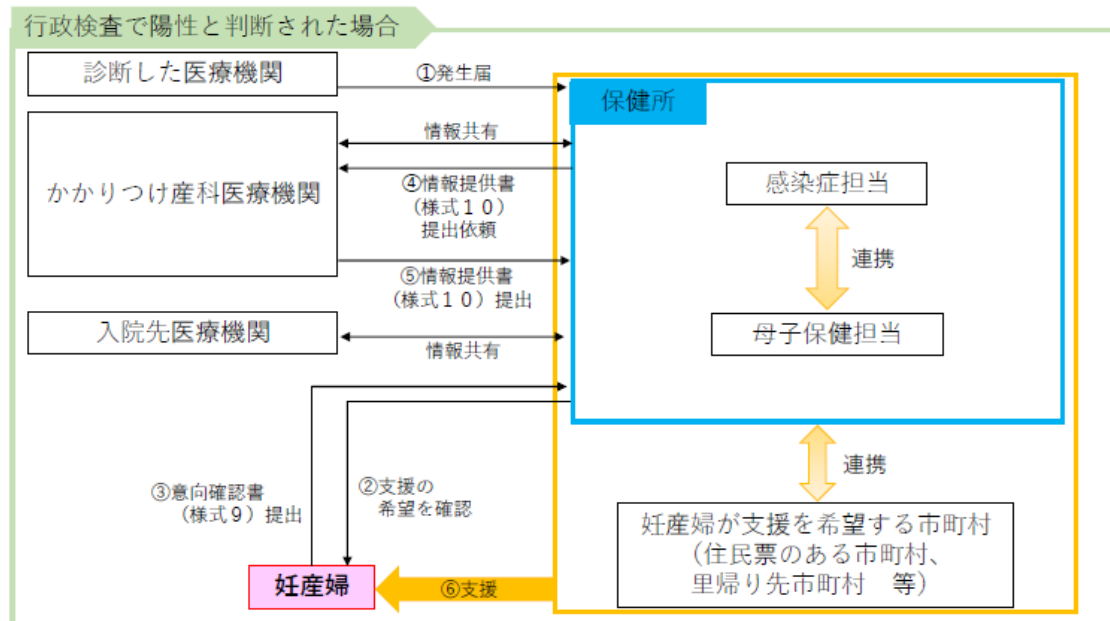 行政検査で陽性と判断された場合
診断した医療機関
①発生届
保健所
かかりつけ産科医療機関
情報共有
④情報提供書
(様式10)
提出依頼
⑤情報提供書
(様式10)提出
感染症担当
連携
母子保健担当
入院先医療機関
情報共有
③意向確認書
(様式9)提出
②支援の
希望を確認
連携
妊産婦が支援を希望する市町村
(住民票のある市町村、
里帰り先市町村 等)
妊産婦
⑥支援